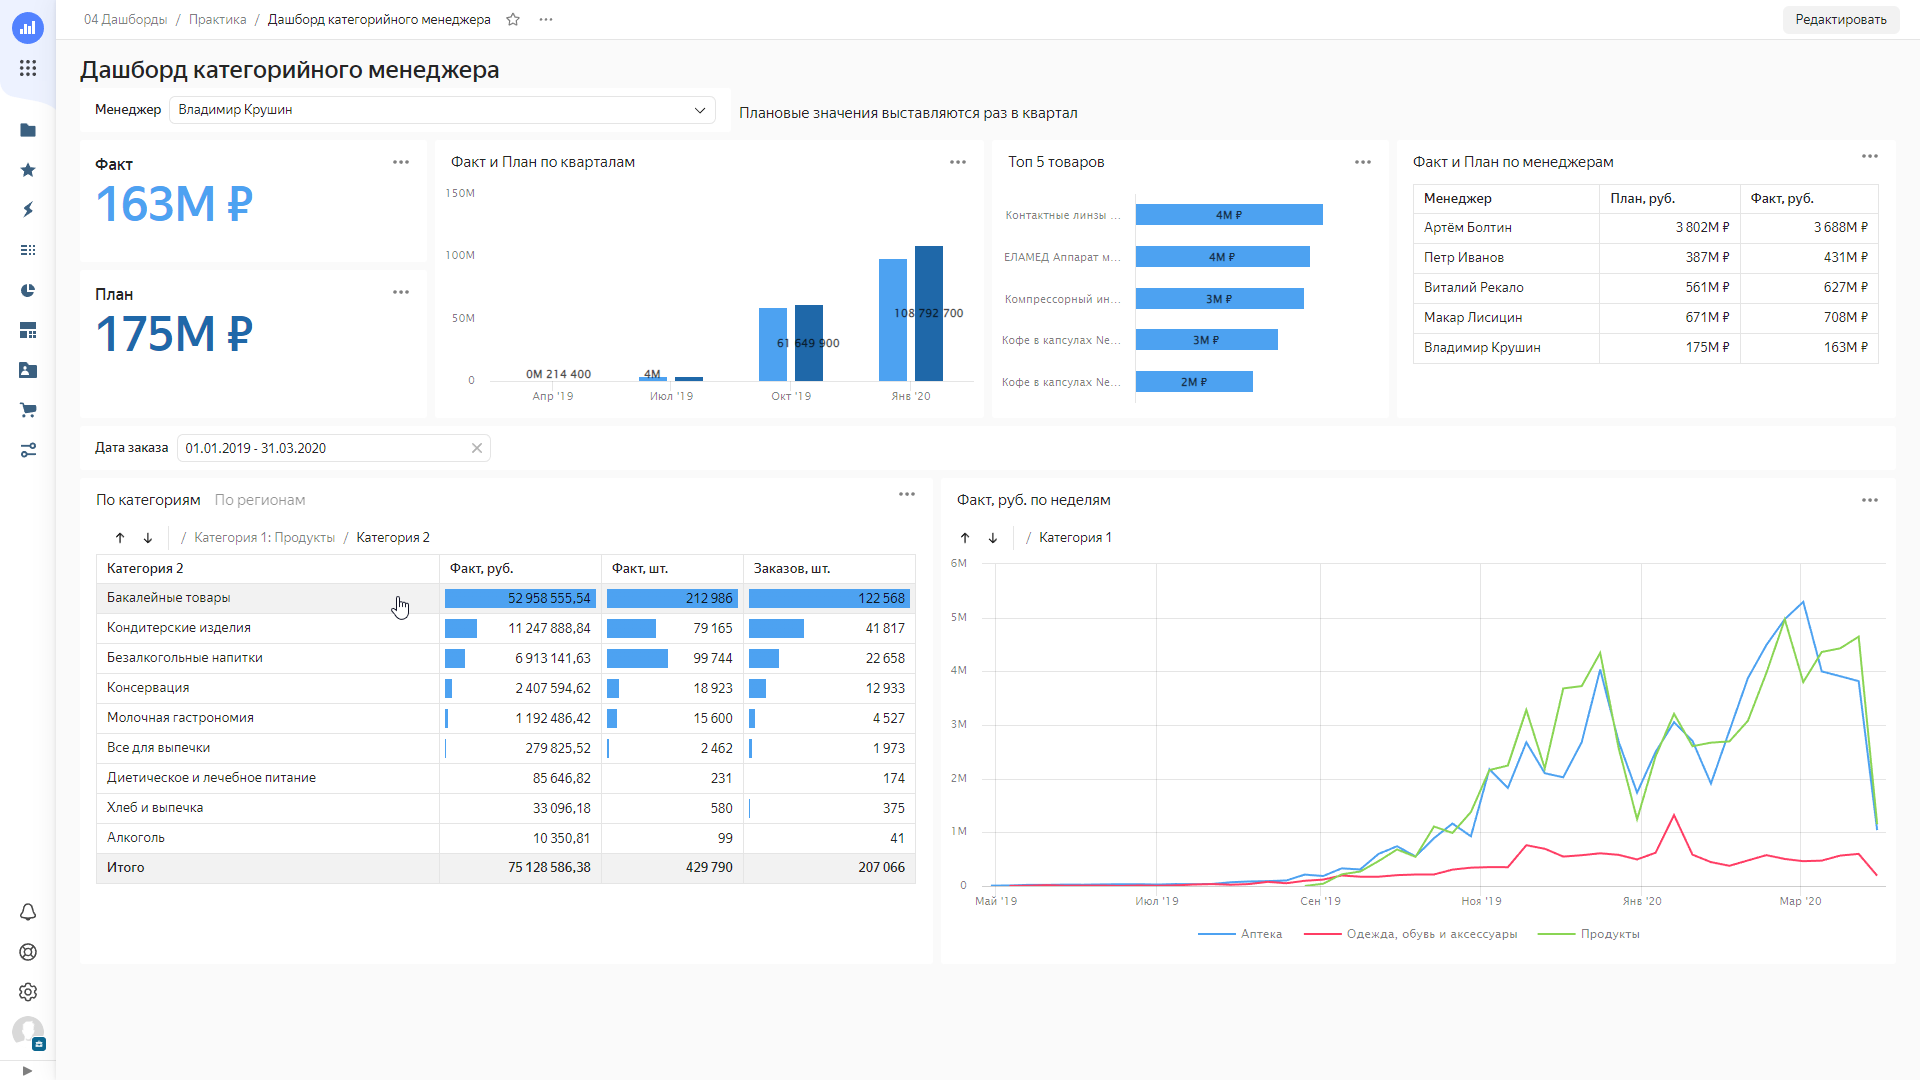 04 Дашборды / Практика / Дашборд категорийного менеджера
Редактировать
Дашборд категорийного менеджера
Менеджер Владимир Крушин
Плановые значения выставляются раз в квартал
Факт
163M ₽
План
175M ₽
Факт и План по кварталам
150M
100M
50M
0
0M 214 400
4M
61 649 900
108 792 700
Апр '19 Июл '19 Окт '19 Янв '20
Топ 5 товаров
Контактные линзы ... 4M ₽
ЕЛАМЕД Аппарат м... 4M ₽
Компрессорный ин... 3M ₽
Кофе в капсулах Ne... 3M ₽
Кофе в капсулах Ne... 2M ₽
Факт и План по менеджерам
Менеджер План, руб. Факт, руб.
Артём Болтин 3 802M ₽ 3 688M ₽
Петр Иванов 387M ₽ 431M ₽
Виталий Рекало 561M ₽ 627M ₽
Макар Лисицин 671M ₽ 708M ₽
Владимир Крушин 175M ₽ 163M ₽
Дата заказа 01.01.2019 - 31.03.2020
По категориям По регионам
/ Категория 1: Продукты / Категория 2
Категория 2 Факт, руб. Факт, шт. Заказов, шт.
Бакалейные товары 52 958 555,54 212 986 122 568
Кондитерские изделия 11 247 888,84 79 165 41 817
Безалкогольные напитки 6 913 141,63 99 744 22 658
Консервация 2 407 594,62 18 923 12 933
Молочная гастрономия 1 192 486,42 15 600 4 527
Все для выпечки 279 825,52 2 462 1 973
Диетическое и лечебное питание 85 646,82 231 174
Хлеб и выпечка 33 096,18 580 375
Алкоголь 10 350,81 99 41
Итого 75 128 586,38 429 790 207 066
Факт, руб. по неделям
/ Категория 1
6M
5M
4M
3M
2M
1M
0
Май '19 Июл '19 Сен '19 Ноя '19 Янв '20 Мар '20
Аптека Одежда, обувь и аксессуары Продукты